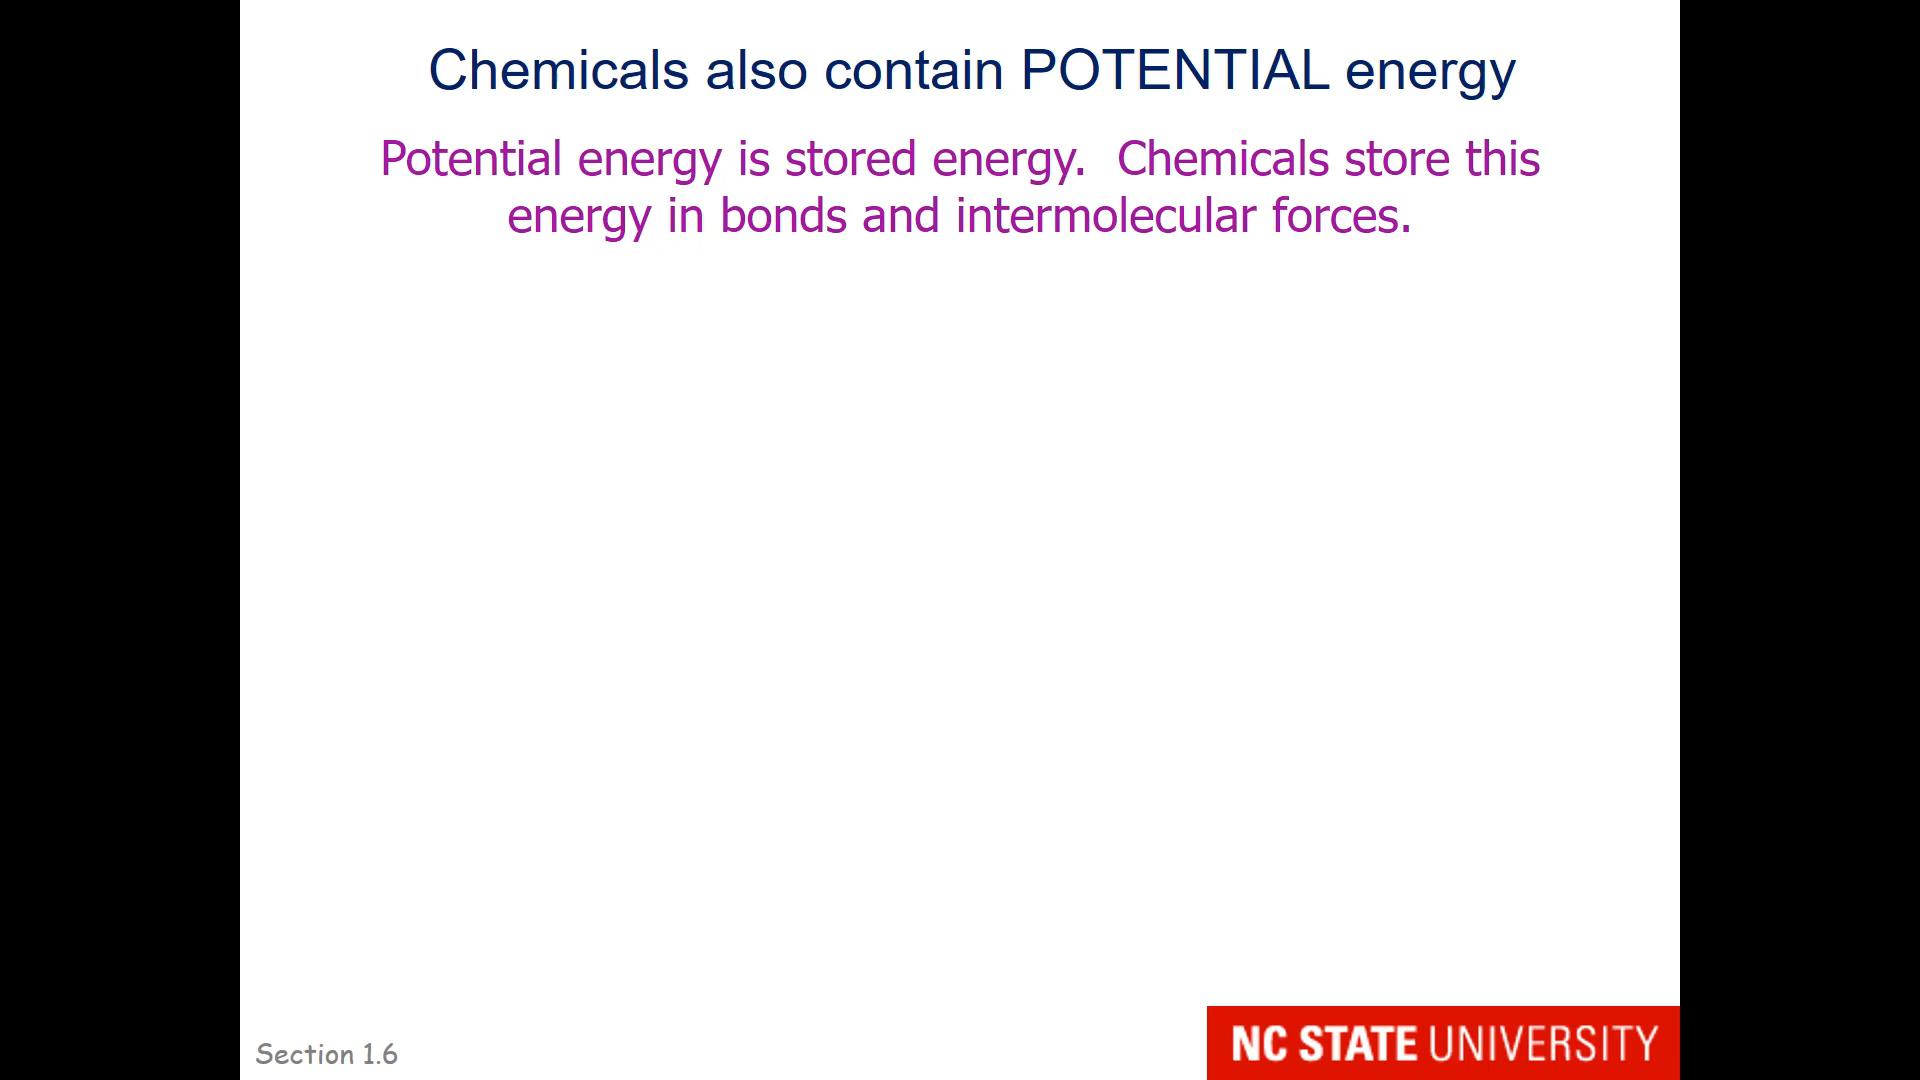 Chemicals also contain POTENTIAL energy
Potential energy is stored energy.  Chemicals store this
energy in bonds and intermolecular forces.
Section 1.6
NC STATE UNIVERSITY